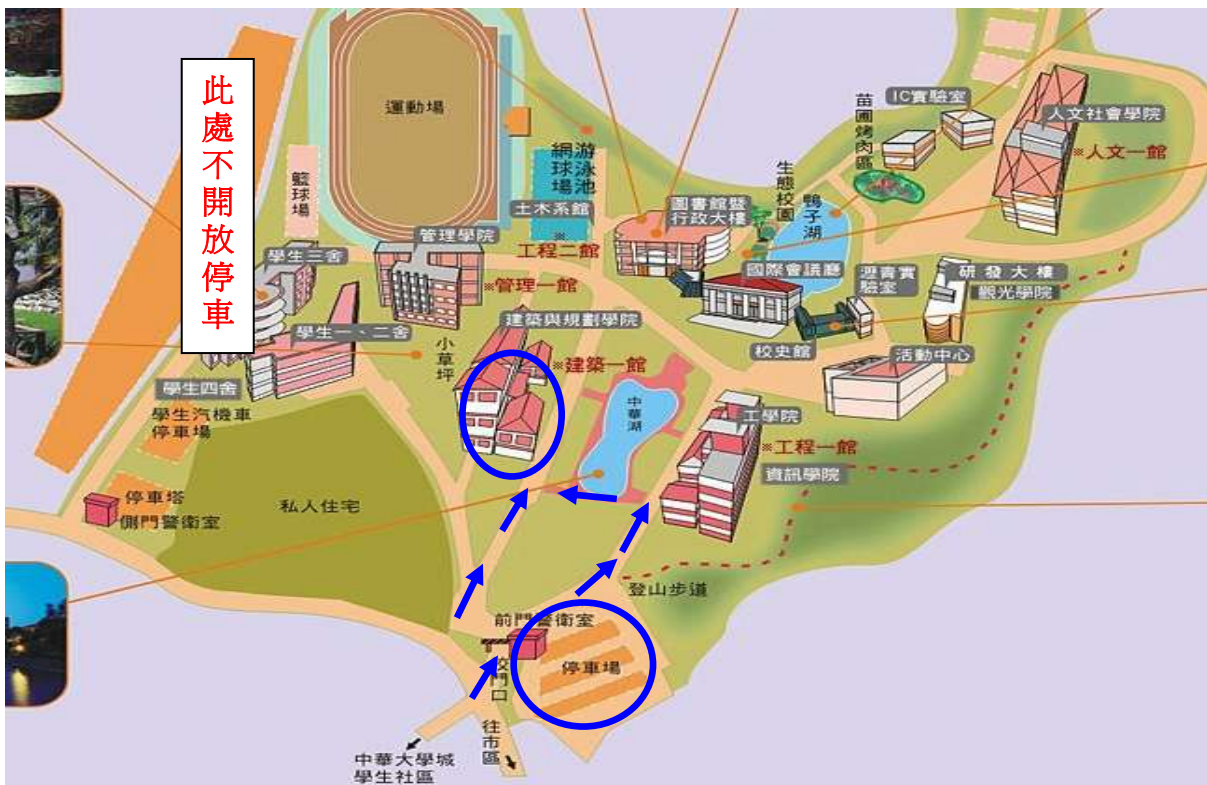 此處不開放停車
運動場
籃球場
網球場
游泳池
土木系館
※
工程二館
圖書館暨
行政大樓
生態校園
鴨子湖
苗圃烤肉區
IC實驗室
人文社會學院
※人文一館
學生三舍
管理學院
※管理一館
國際會議廳
瀝青實
驗室
研發大樓
觀光學院
學生一、二舍
小草坪
建築與規劃學院
※建築一館
校史館
活動中心
學生四舍
中華湖
工學院
※工程一館
資訊學院
學生汽機車
停車場
停車塔
側門警衛室
私人住宅
登山步道
前門警衛室
校門口
停車場
往市區
中華大學城
學生社區